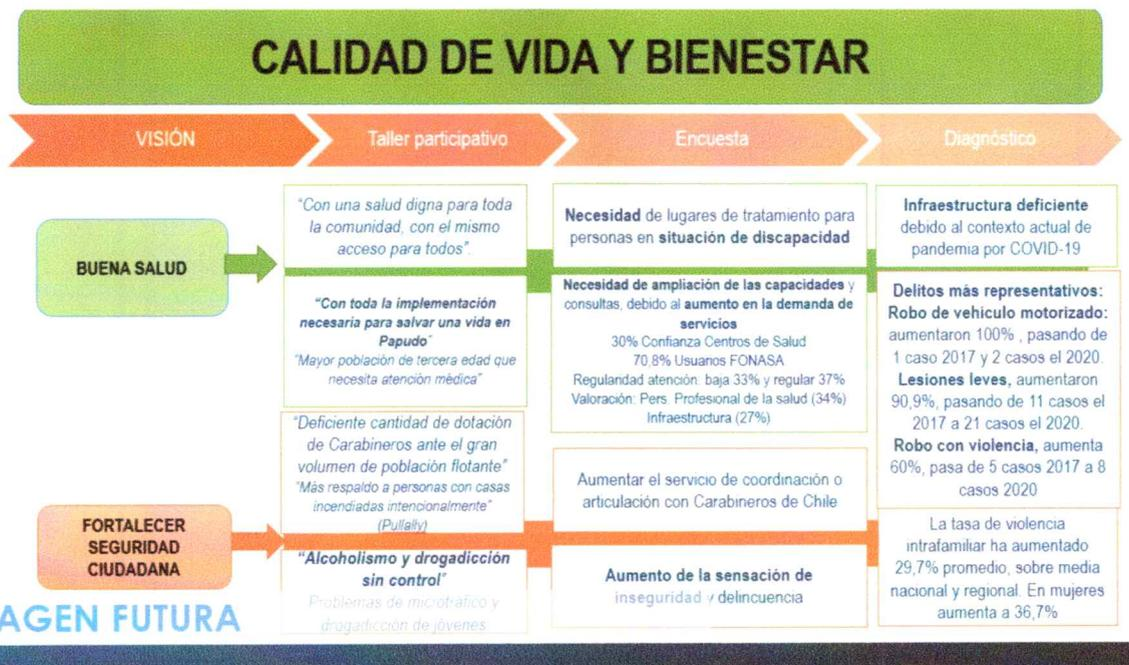 CALIDAD DE VIDA Y BIENESTAR
VISIÓN
Taller participativo
Encuesta
Diagnóstico
BUENA SALUD
"Con una salud digna para toda
la comunidad, con el mismo
acceso para todos".
"Con toda la implementación
necesaria para salvar una vida en
Papudo"
"Mayor población de tercera edad que
necesita atención médica"
Necesidad de lugares de tratamiento para
personas en situación de discapacidad
Necesidad de ampliación de las capacidades y
consultas, debido al aumento en la demanda de
servicios
30% Confianza Centros de Salud
70,8% Usuarios FONASA
Regularidad atención: baja 33% y regular 37%
Valoración: Pers. Profesional de la salud (34%)
Infraestructura (27%)
Infraestructura deficiente
debido al contexto actual de
pandemia por COVID-19
Delitos más representativos:
Robo de vehículo motorizado:
aumentaron 100% , pasando de
1 caso 2017 y 2 casos el 2020.
Lesiones leves, aumentaron
90,9%, pasando de 11 casos el
2017 a 21 casos el 2020.
Robo con violencia, aumenta
60%, pasa de 5 casos 2017 a 8
casos 2020
FORTALECER
SEGURIDAD
CIUDADANA
"Deficiente cantidad de dotación
de Carabineros ante el gran
volumen de población flotante"
"Más respaldo a personas con casas
incendiadas intencionalmente"
(Pullally)
"Alcoholismo y drogadicción
sin control"
Problemas de microtráfico y
drogadicción de jóvenes
Aumentar el servicio de coordinación o
articulación con Carabineros de Chile
Aumento de la sensación de
inseguridad y delincuencia
La tasa de violencia
intrafamiliar ha aumentado
29,7% promedio, sobre media
nacional y regional. En mujeres
aumenta a 36,7%
AGEN FUTURA